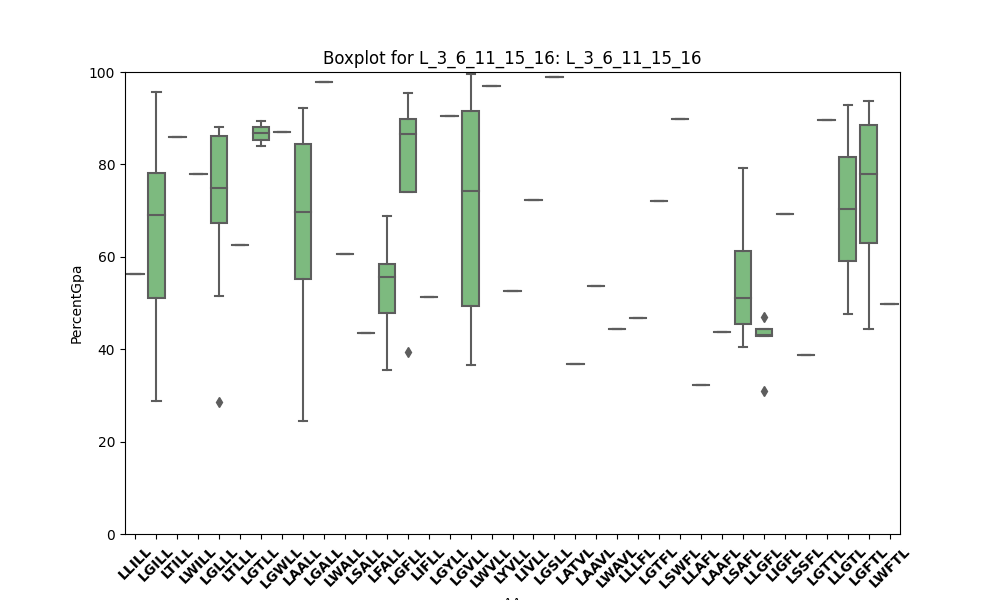 Boxplot for L_3_6_11_15_16: L_3_6_11_15_16
PercentGpa
100
80
60
40
20
0
LLILL
LGILL
LTILL
LWILL
LGLLL
LTLLL
LGTLL
LGWLL
LAALL
LGALL
LWALL
LSALL
LFALL
LGFLL
LIFLL
LGYLL
LGVLL
LWVLL
LYVLL
LIVLL
LGSLL
LATVL
LAAVL
LWAVL
LLLFL
LGTFL
LSWFL
LLAFL
LAAFL
LSAFL
LLGFL
LIGFL
LSSFL
LGTTL
LLGTL
LGFTL
LWFTL